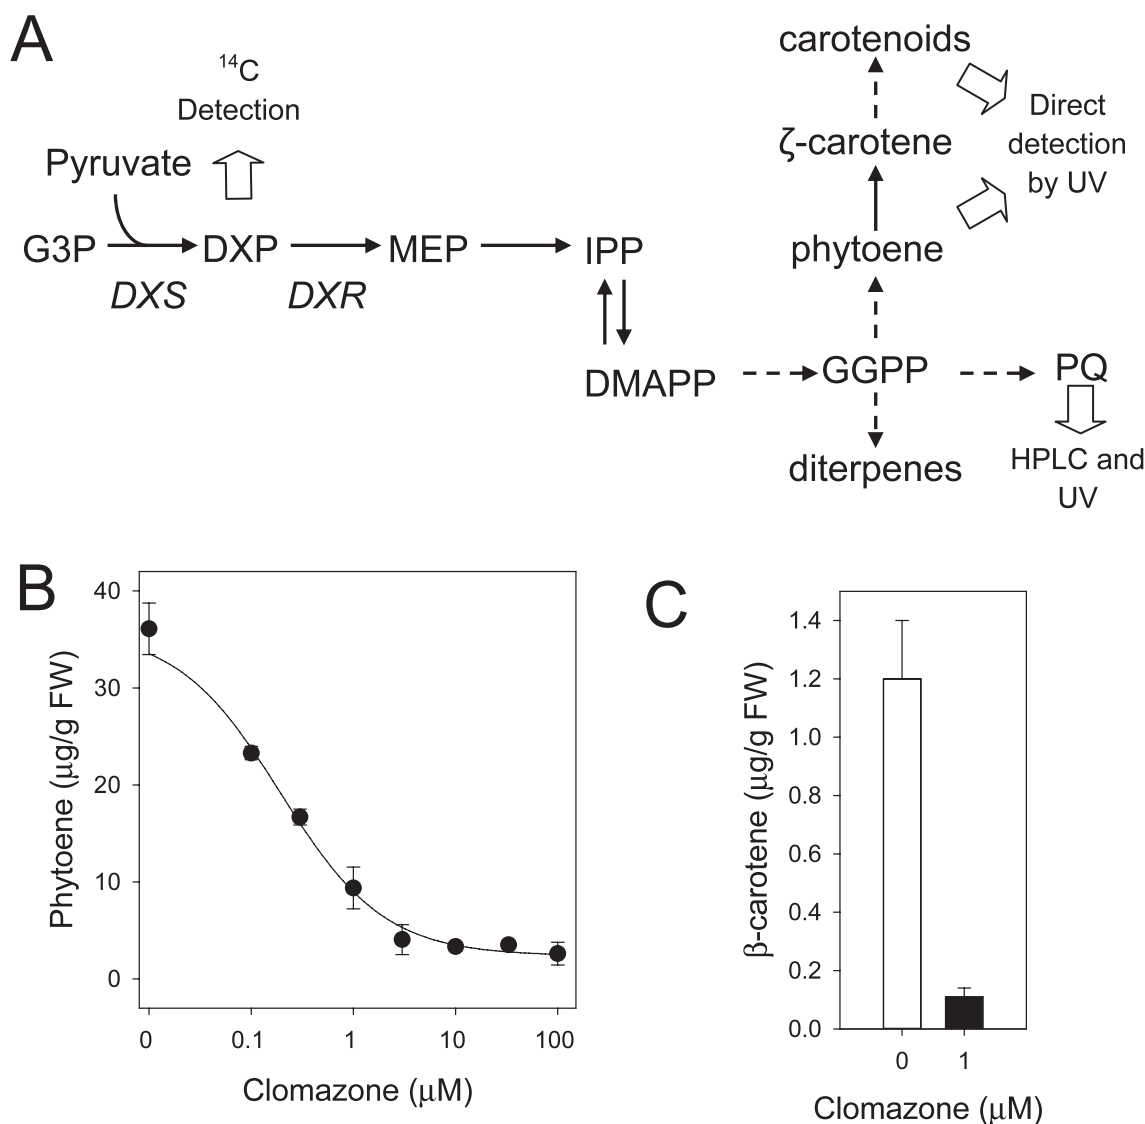 A
¹⁴C
Detection
Pyruvate
G3P
DXP
MEP
IPP
DXS
DXR
DMAPP
GGPP
PQ
carotenoids
ζ-carotene
phytoene
diterpenes
Direct
detection
by UV
HPLC and
UV
B
Phytoene (μg/g FW)
40
30
20
10
0
0 0.1 1 10 100
Clomazone (μM)
C
β-carotene (μg/g FW)
1.4
1.2
1.0
0.8
0.6
0.4
0.2
0.0
0 1
Clomazone (μM)